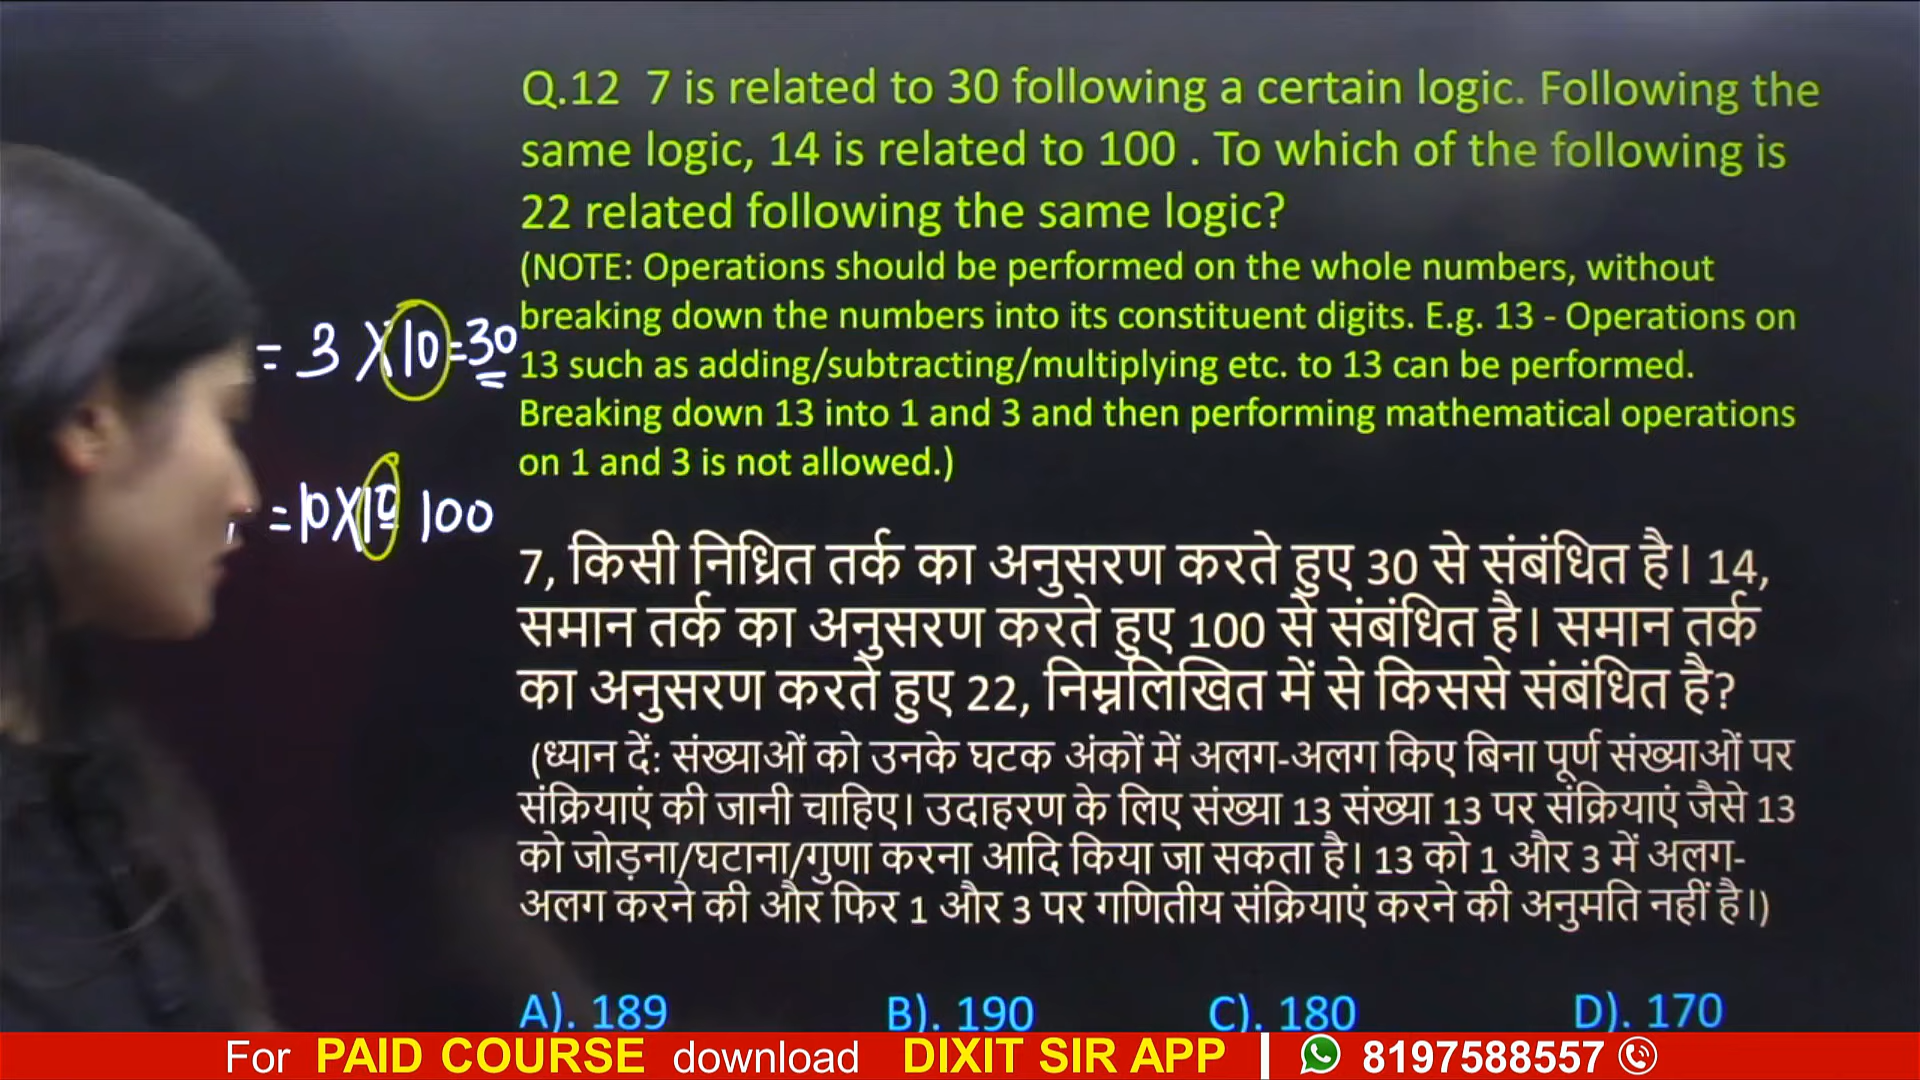 Q.12 7 is related to 30 following a certain logic. Following the
same logic, 14 is related to 100 . To which of the following is
22 related following the same logic?
(NOTE: Operations should be performed on the whole numbers, without
breaking down the numbers into its constituent digits. E.g. 13 - Operations on
13 such as adding/subtracting/multiplying etc. to 13 can be performed.
Breaking down 13 into 1 and 3 and then performing mathematical operations
on 1 and 3 is not allowed.)
= 3 X 10 = 30
= 10 X 10 100
7, किसी निध्रित तर्क का अनुसरण करते हुए 30 से संबंधित है। 14,
समान तर्क का अनुसरण करते हुए 100 से संबंधित है। समान तर्क
का अनुसरण करते हुए 22, निम्नलिखित में से किससे संबंधित है?
(ध्यान दें: संख्याओं को उनके घटक अंकों में अलग-अलग किए बिना पूर्ण संख्याओं पर
संक्रियाएं की जानी चाहिए। उदाहरण के लिए संख्या 13 संख्या 13 पर संक्रियाएं जैसे 13
को जोड़ना/घटाना/गुणा करना आदि किया जा सकता है। 13 को 1 और 3 में अलग-
अलग करने की और फिर 1 और 3 पर गणितीय संक्रियाएं करने की अनुमति नहीं है।)
A). 189 B). 190 C). 180 D). 170
For PAID COURSE download DIXIT SIR APP | 8197588557